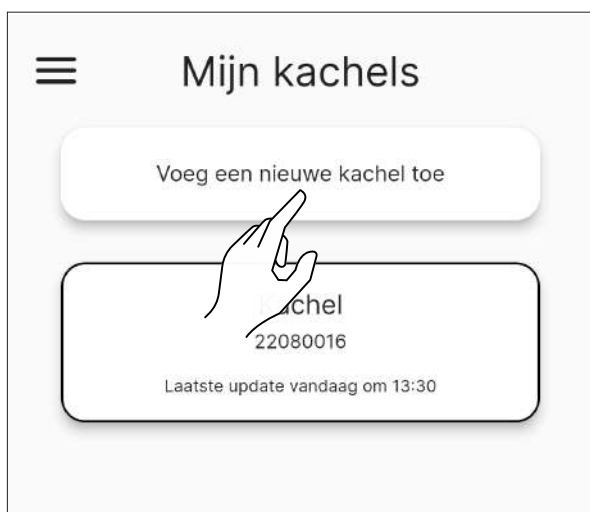 Mijn kachels
Voeg een nieuwe kachel toe
Kachel
22080016
Laatste update vandaag om 13:30